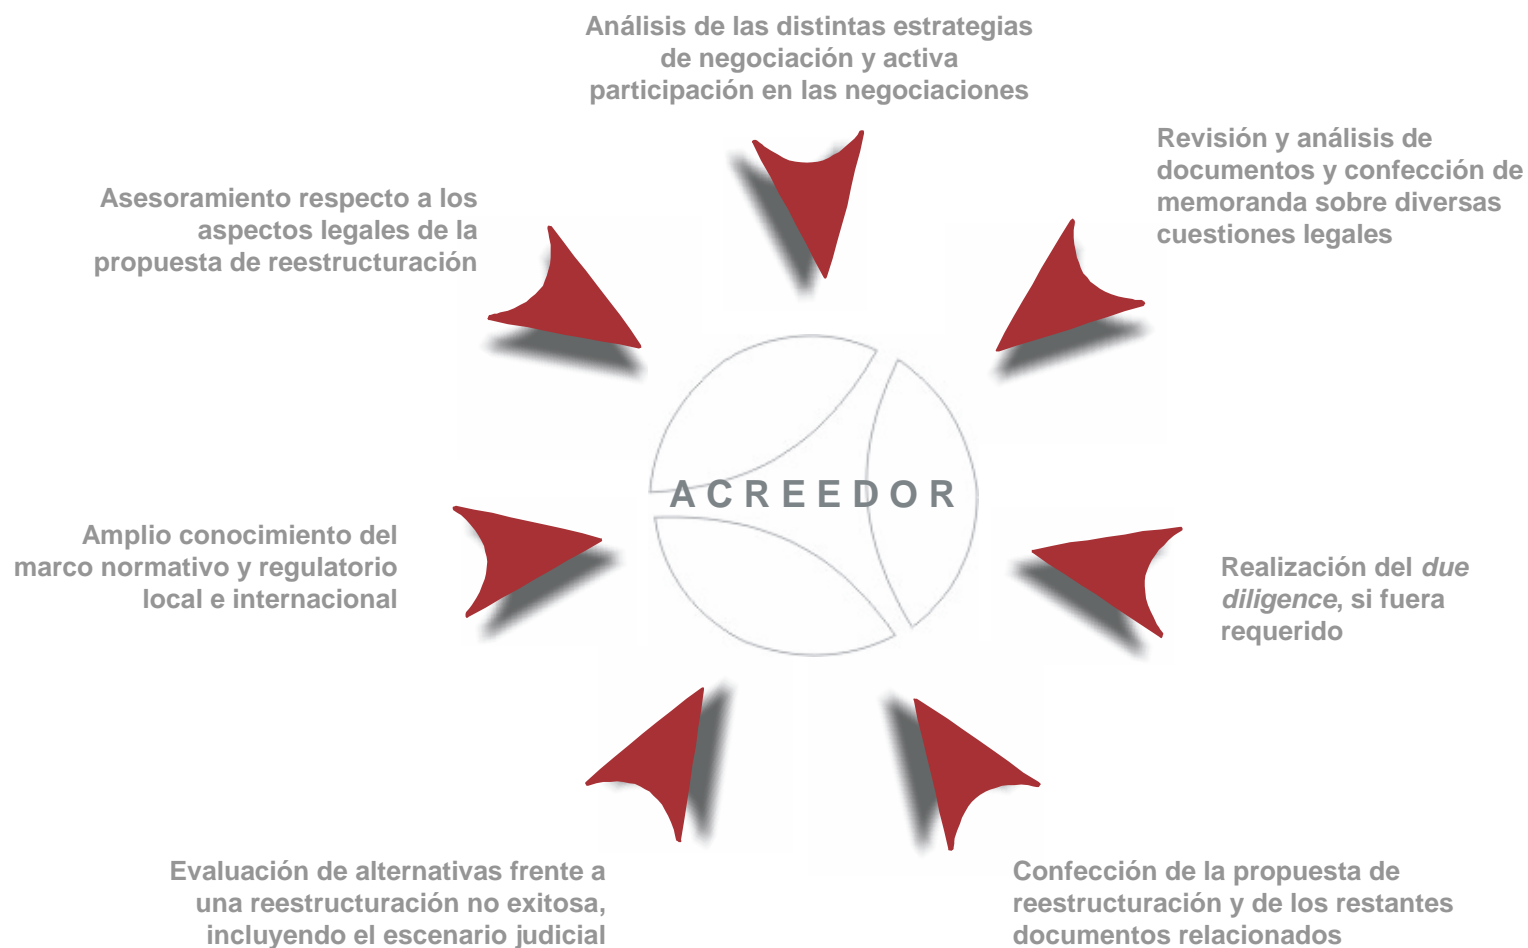 Análisis de las distintas estrategias
de negociación y activa
participación en las negociaciones
Revisión y análisis de
documentos y confección de
memoranda sobre diversas
cuestiones legales
Asesoramiento respecto a los
aspectos legales de la
propuesta de reestructuración
ACREEDOR
Amplio conocimiento del
marco normativo y regulatorio
local e internacional
Realización del due
diligence, si fuera
requerido
Evaluación de alternativas frente a
una reestructuración no exitosa,
incluyendo el escenario judicial
Confección de la propuesta de
reestructuración y de los restantes
documentos relacionados